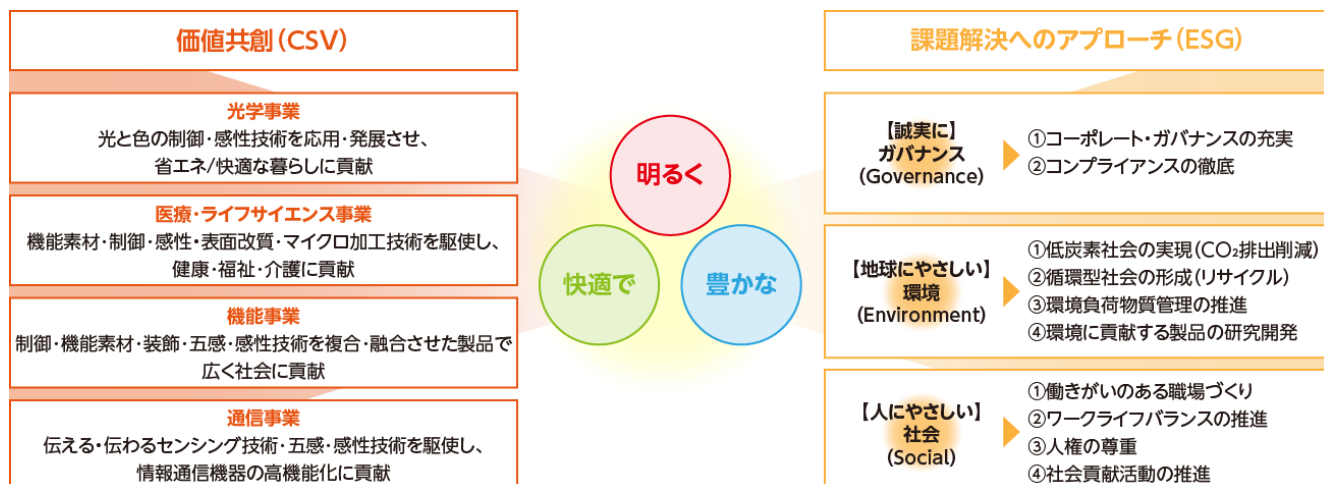 価値共創(CSV)
光学事業
光と色の制御・感性技術を応用・発展させ、
省エネ/快適な暮らしに貢献
医療・ライフサイエンス事業
機能素材・制御・感性・表面改質・マイクロ加工技術を駆使し、
健康・福祉・介護に貢献
機能事業
制御・機能素材・装飾・五感・感性技術を複合・融合させた製品で
広く社会に貢献
通信事業
伝える・伝わるセンシング技術・五感・感性技術を駆使し、
情報通信機器の高機能化に貢献
明るく
快適で
豊かな
課題解決へのアプローチ(ESG)
【誠実に】
ガバナンス
(Governance)
①コーポレート・ガバナンスの充実
②コンプライアンスの徹底
【地球にやさしい】
環境
(Environment)
①低炭素社会の実現(CO₂排出削減)
②循環型社会の形成(リサイクル)
③環境負荷物質管理の推進
④環境に貢献する製品の研究開発
【人にやさしい】
社会
(Social)
①働きがいのある職場づくり
②ワークライフバランスの推進
③人権の尊重
④社会貢献活動の推進